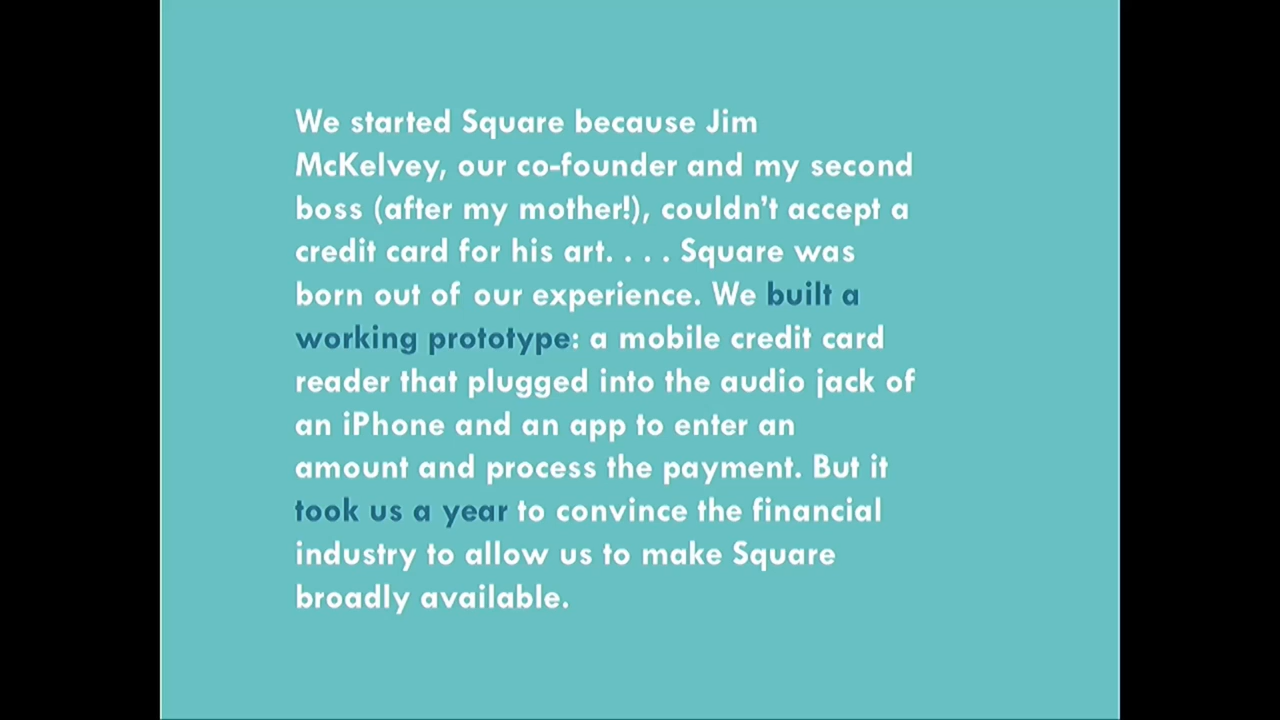 We started Square because Jim
McKelvey, our co-founder and my second
boss (after my mother!), couldn’t accept a
credit card for his art. . . . Square was
born out of our experience. We built a
working prototype: a mobile credit card
reader that plugged into the audio jack of
an iPhone and an app to enter an
amount and process the payment. But it
took us a year to convince the financial
industry to allow us to make Square
broadly available.